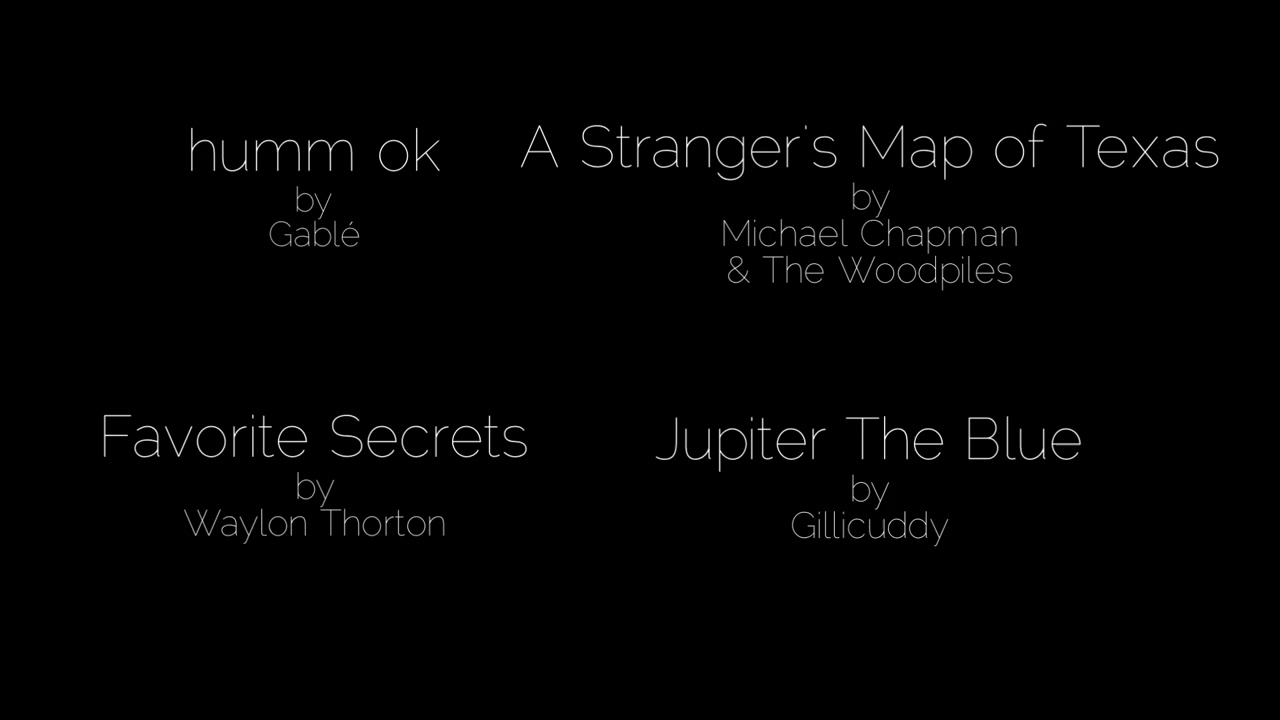 humm ok
by
Gablé
A Stranger's Map of Texas
by
Michael Chapman
& The Woodpiles
Favorite Secrets
by
Waylon Thorton
Jupiter The Blue
by
Gillicuddy